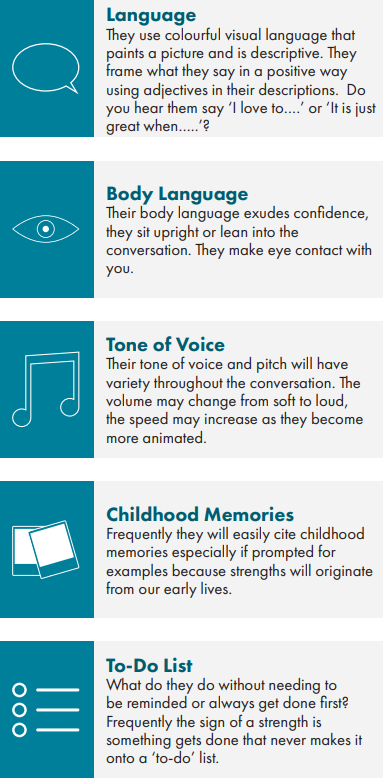 Language
They use colourful visual language that
paints a picture and is descriptive. They
frame what they say in a positive way
using adjectives in their descriptions.  Do
you hear them say ‘I love to....’ or ‘It is just
great when.....’?
Body Language
Their body language exudes confidence,
they sit upright or lean into the
conversation. They make eye contact with
you.
Tone of Voice
Their tone of voice and pitch will have
variety throughout the conversation. The
volume may change from soft to loud,
the speed may increase as they become
more animated.
Childhood Memories
Frequently they will easily cite childhood
memories especially if prompted for
examples because strengths will originate
from our early lives.
To-Do List
What do they do without needing to
be reminded or always get done first?
Frequently the sign of a strength is
something gets done that never makes it
onto a ‘to-do’ list.